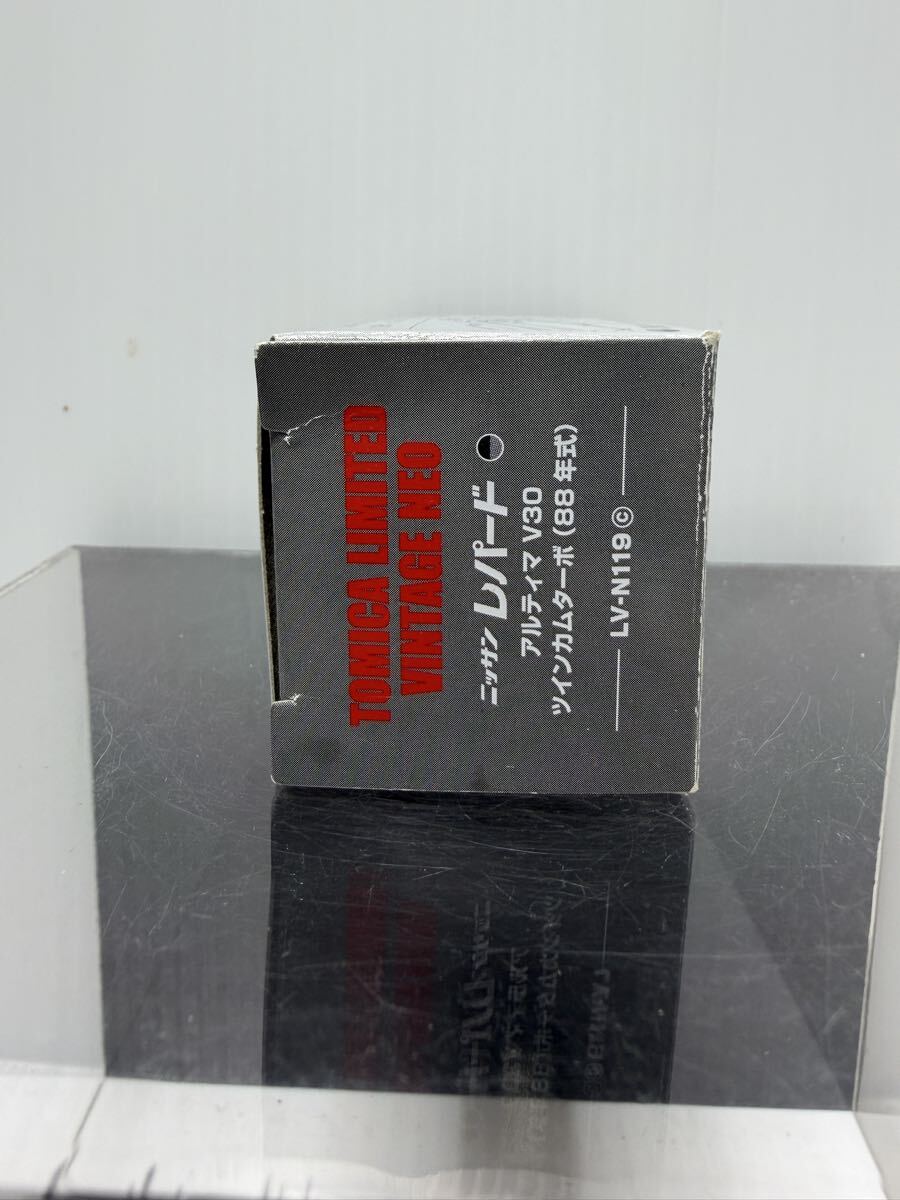 TOMICA LIMITED
VINTAGE NEO
ニッサン レパード
アルティマ V30
ツインカムターボ (88年式)
LV-N119ⓒ